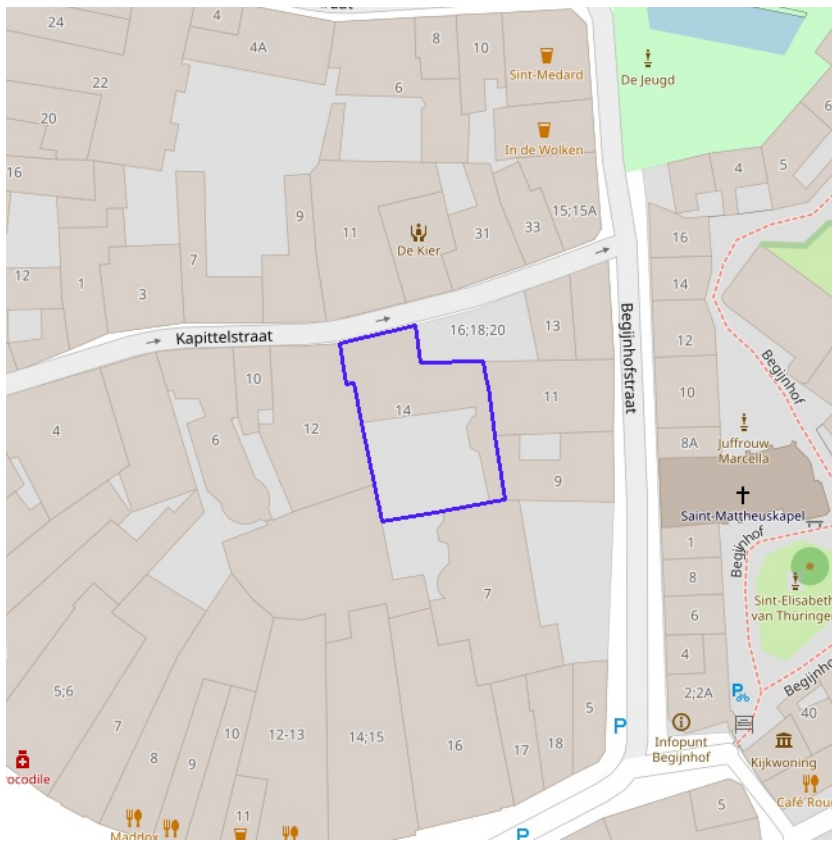 24
4
4A
8
10
Sint-Medard
De Jeugd
6
22
20
In de Wolken
4
5
16
9
11
De Kier
31
33
15;15A
16
7
12
1
3
14
Kapittelstraat
16;18;20
13
Begijnhofstraat
12
Begijnhof
10
11
10
4
6
12
14
8A
Juffrouw
Marcella
9
Saint-Mattheuskapel
1
Begijnhof
8
7
6
Sint-Elisabeth
van Thüringen
4
5;6
7
8
9
10
12-13
14;15
16
17
18
5
P
2;2A
P
Begijnho
40
Infopunt
Begijnhof
Kijkwoning
rocodile
11
Maddox
P
5
Café Roug